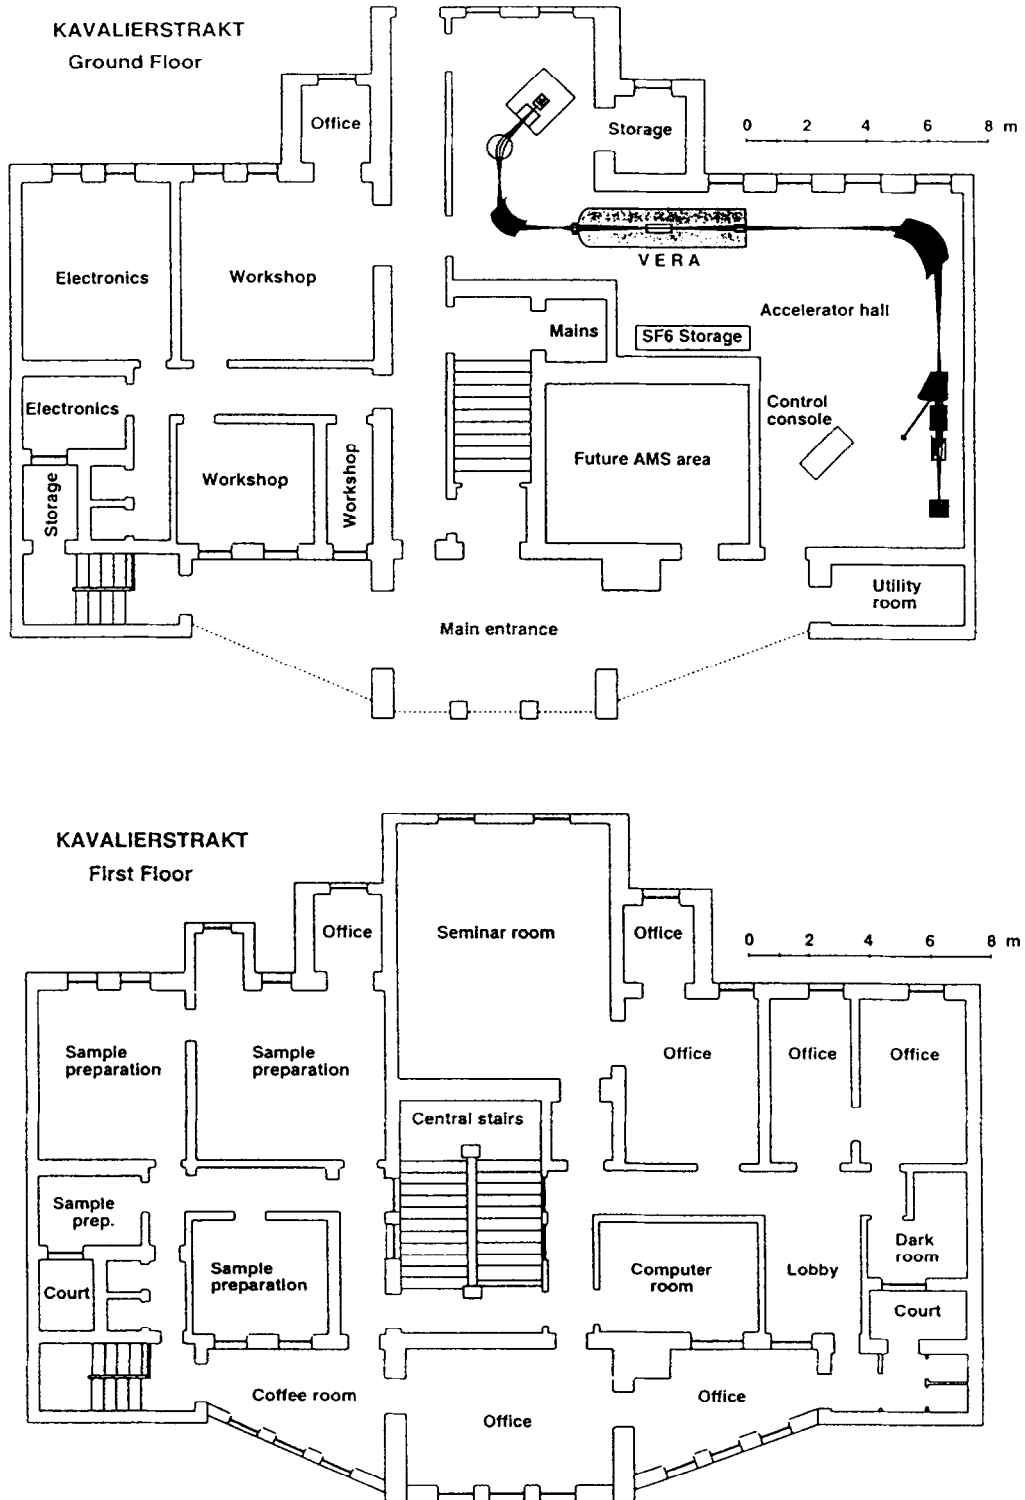 KAVALIERSTRAKT
Ground Floor
Office
Storage
0 2 4 6 8 m
Electronics
Workshop
VERA
Accelerator hall
Mains
SF6 Storage
Electronics
Control
console
Storage
Workshop
Workshop
Future AMS area
Utility
room
Main entrance
KAVALIERSTRAKT
First Floor
Office
Seminar room
Office
0 2 4 6 8 m
Sample
preparation
Sample
preparation
Office
Office
Office
Central stairs
Sample
prep.
Dark
room
Sample
preparation
Computer
room
Lobby
Court
Court
Coffee room
Office
Office